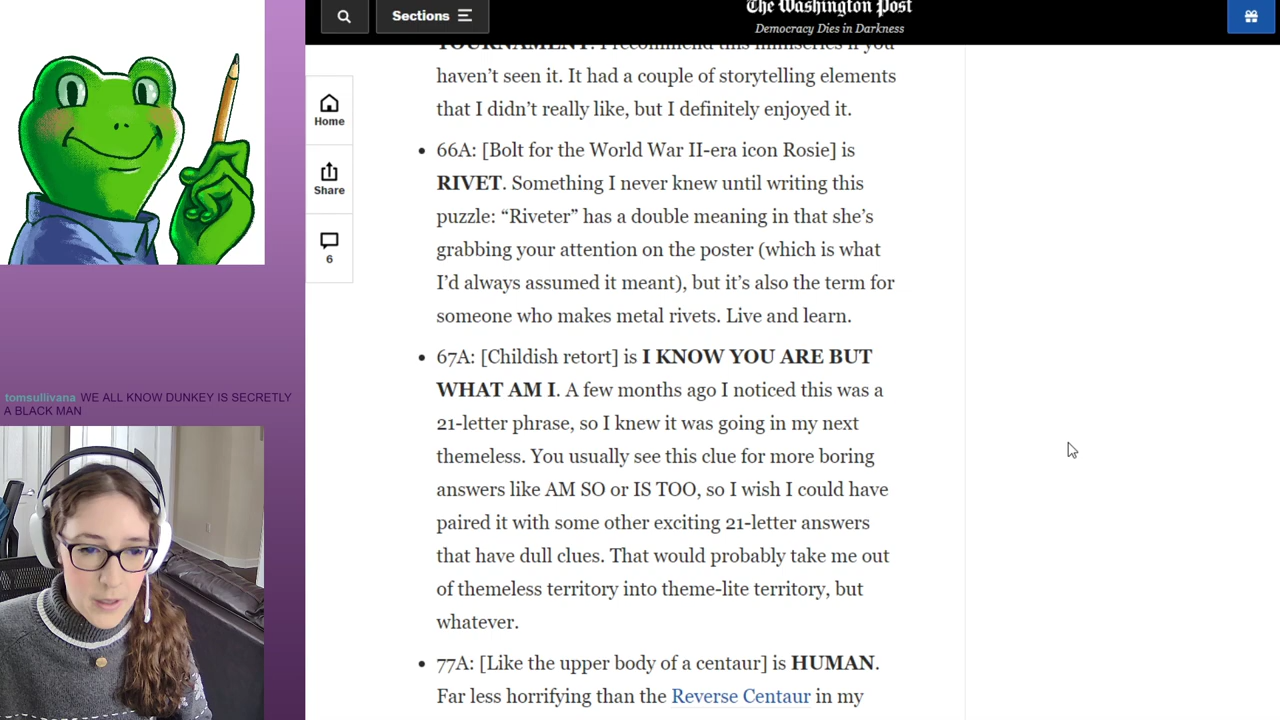 Sections
The Washington Post
Democracy Dies in Darkness
TOURNAMENT. I recommend this miniseries if you
haven't seen it. It had a couple of storytelling elements
that I didn't really like, but I definitely enjoyed it.
Home
Share
6
• 66A: [Bolt for the World War II-era icon Rosie] is
RIVET. Something I never knew until writing this
puzzle: “Riveter” has a double meaning in that she's
grabbing your attention on the poster (which is what
I'd always assumed it meant), but it's also the term for
someone who makes metal rivets. Live and learn.
• 67A: [Childish retort] is I KNOW YOU ARE BUT
WHAT AM I. A few months ago I noticed this was a
21-letter phrase, so I knew it was going in my next
themeless. You usually see this clue for more boring
answers like AM SO or IS TOO, so I wish I could have
paired it with some other exciting 21-letter answers
that have dull clues. That would probably take me out
of themeless territory into theme-lite territory, but
whatever.
• 77A: [Like the upper body of a centaur] is HUMAN.
Far less horrifying than the Reverse Centaur in my
tomsullivana WE ALL KNOW DUNKEY IS SECRETLY
A BLACK MAN